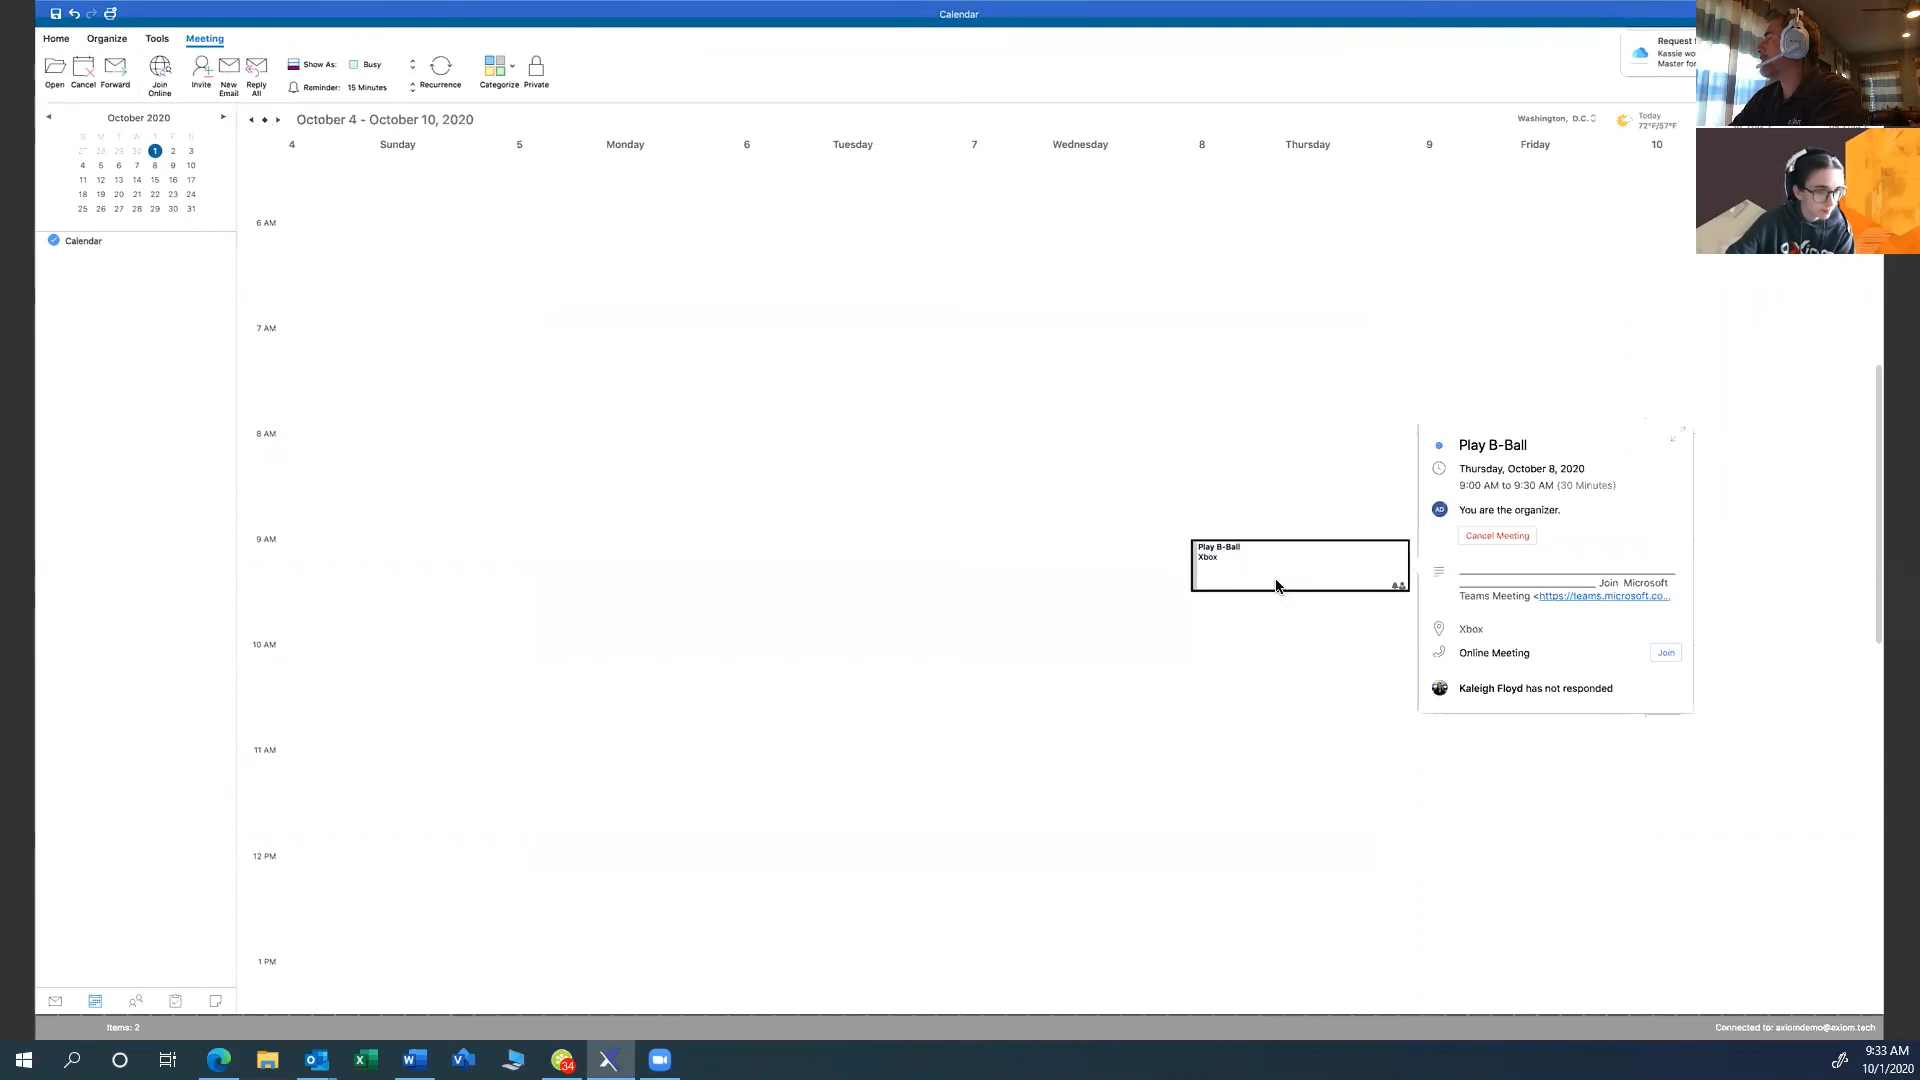 Calendar
Home Organize Tools Meeting
Open Cancel Forward Join Online Invite New Email Reply All
Show As: Busy
Reminder: 15 Minutes
Recurrence Categorize Private
Request
Kassie wo
Master for
October 2020
S M T W T F S
27 28 29 30 1 2 3
4 5 6 7 8 9 10
11 12 13 14 15 16 17
18 19 20 21 22 23 24
25 26 27 28 29 30 31
Calendar
October 4 - October 10, 2020
Washington, D.C.
Today
72°F/57°F
4 Sunday 5 Monday 6 Tuesday 7 Wednesday 8 Thursday 9 Friday 10
6 AM
7 AM
8 AM
9 AM
10 AM
11 AM
12 PM
1 PM
Play B-Ball
Xbox
Play B-Ball
Thursday, October 8, 2020
9:00 AM to 9:30 AM (30 Minutes)
AD You are the organizer.
Cancel Meeting
Join Microsoft
Teams Meeting <https://teams.microsoft.co...
Xbox
Online Meeting Join
Kaleigh Floyd has not responded
Items: 2
Connected to: axiomdemo@axiom.tech
34
9:33 AM
10/1/2020